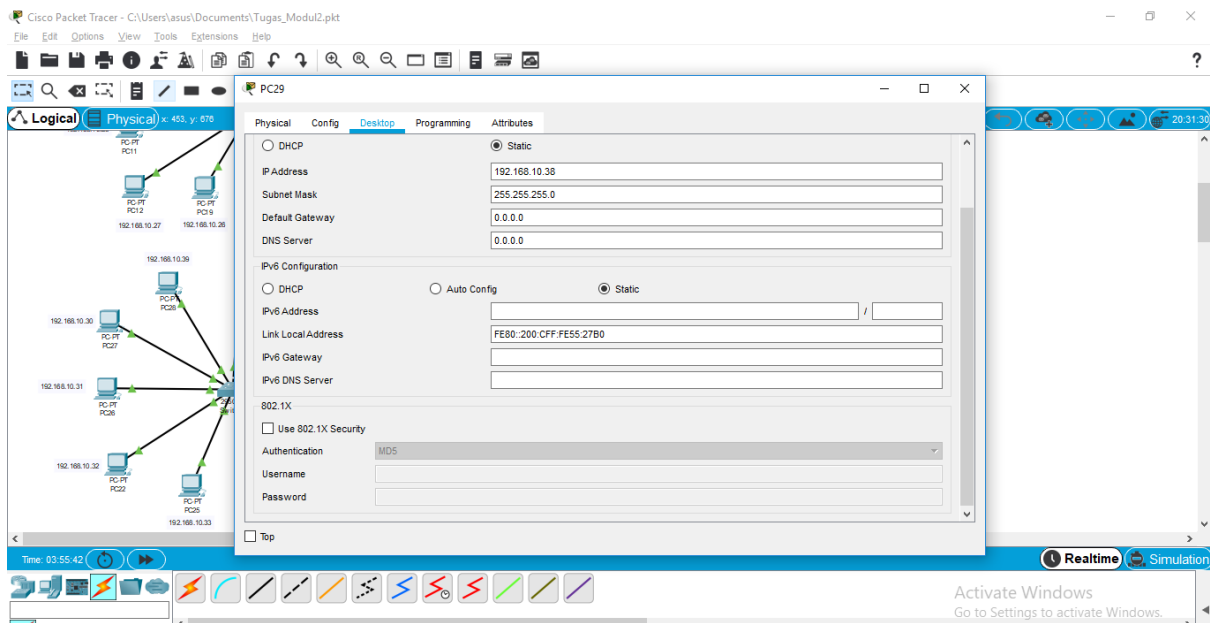 Cisco Packet Tracer - C:\Users\asus\Documents\Tugas_Modul2.pkt
File Edit Options View Tools Extensions Help
?
PC29
Logical Physical x: 453, y: 676
20:31:30
Physical Config Desktop Programming Attributes
DHCP Static
IP Address 192.168.10.38
Subnet Mask 255.255.255.0
Default Gateway 0.0.0.0
DNS Server 0.0.0.0
IPv6 Configuration
DHCP Auto Config Static
IPv6 Address /
Link Local Address FE80::200:CFF:FE55:27B0
IPv6 Gateway
IPv6 DNS Server
802.1X
Use 802.1X Security
Authentication MD5
Username
Password
Top
PC-PT
PC11
PC-PT
PC12
192.168.10.27
PC-PT
PC19
192.168.10.26
192.168.10.39
PC-PT
PC28
192.168.10.30
PC-PT
PC27
192.168.10.31
PC-PT
PC26
192.168.10.32
PC-PT
PC22
PC-PT
PC25
192.168.10.33
Time: 03:55:42
Realtime Simulation
Activate Windows
Go to Settings to activate Windows.